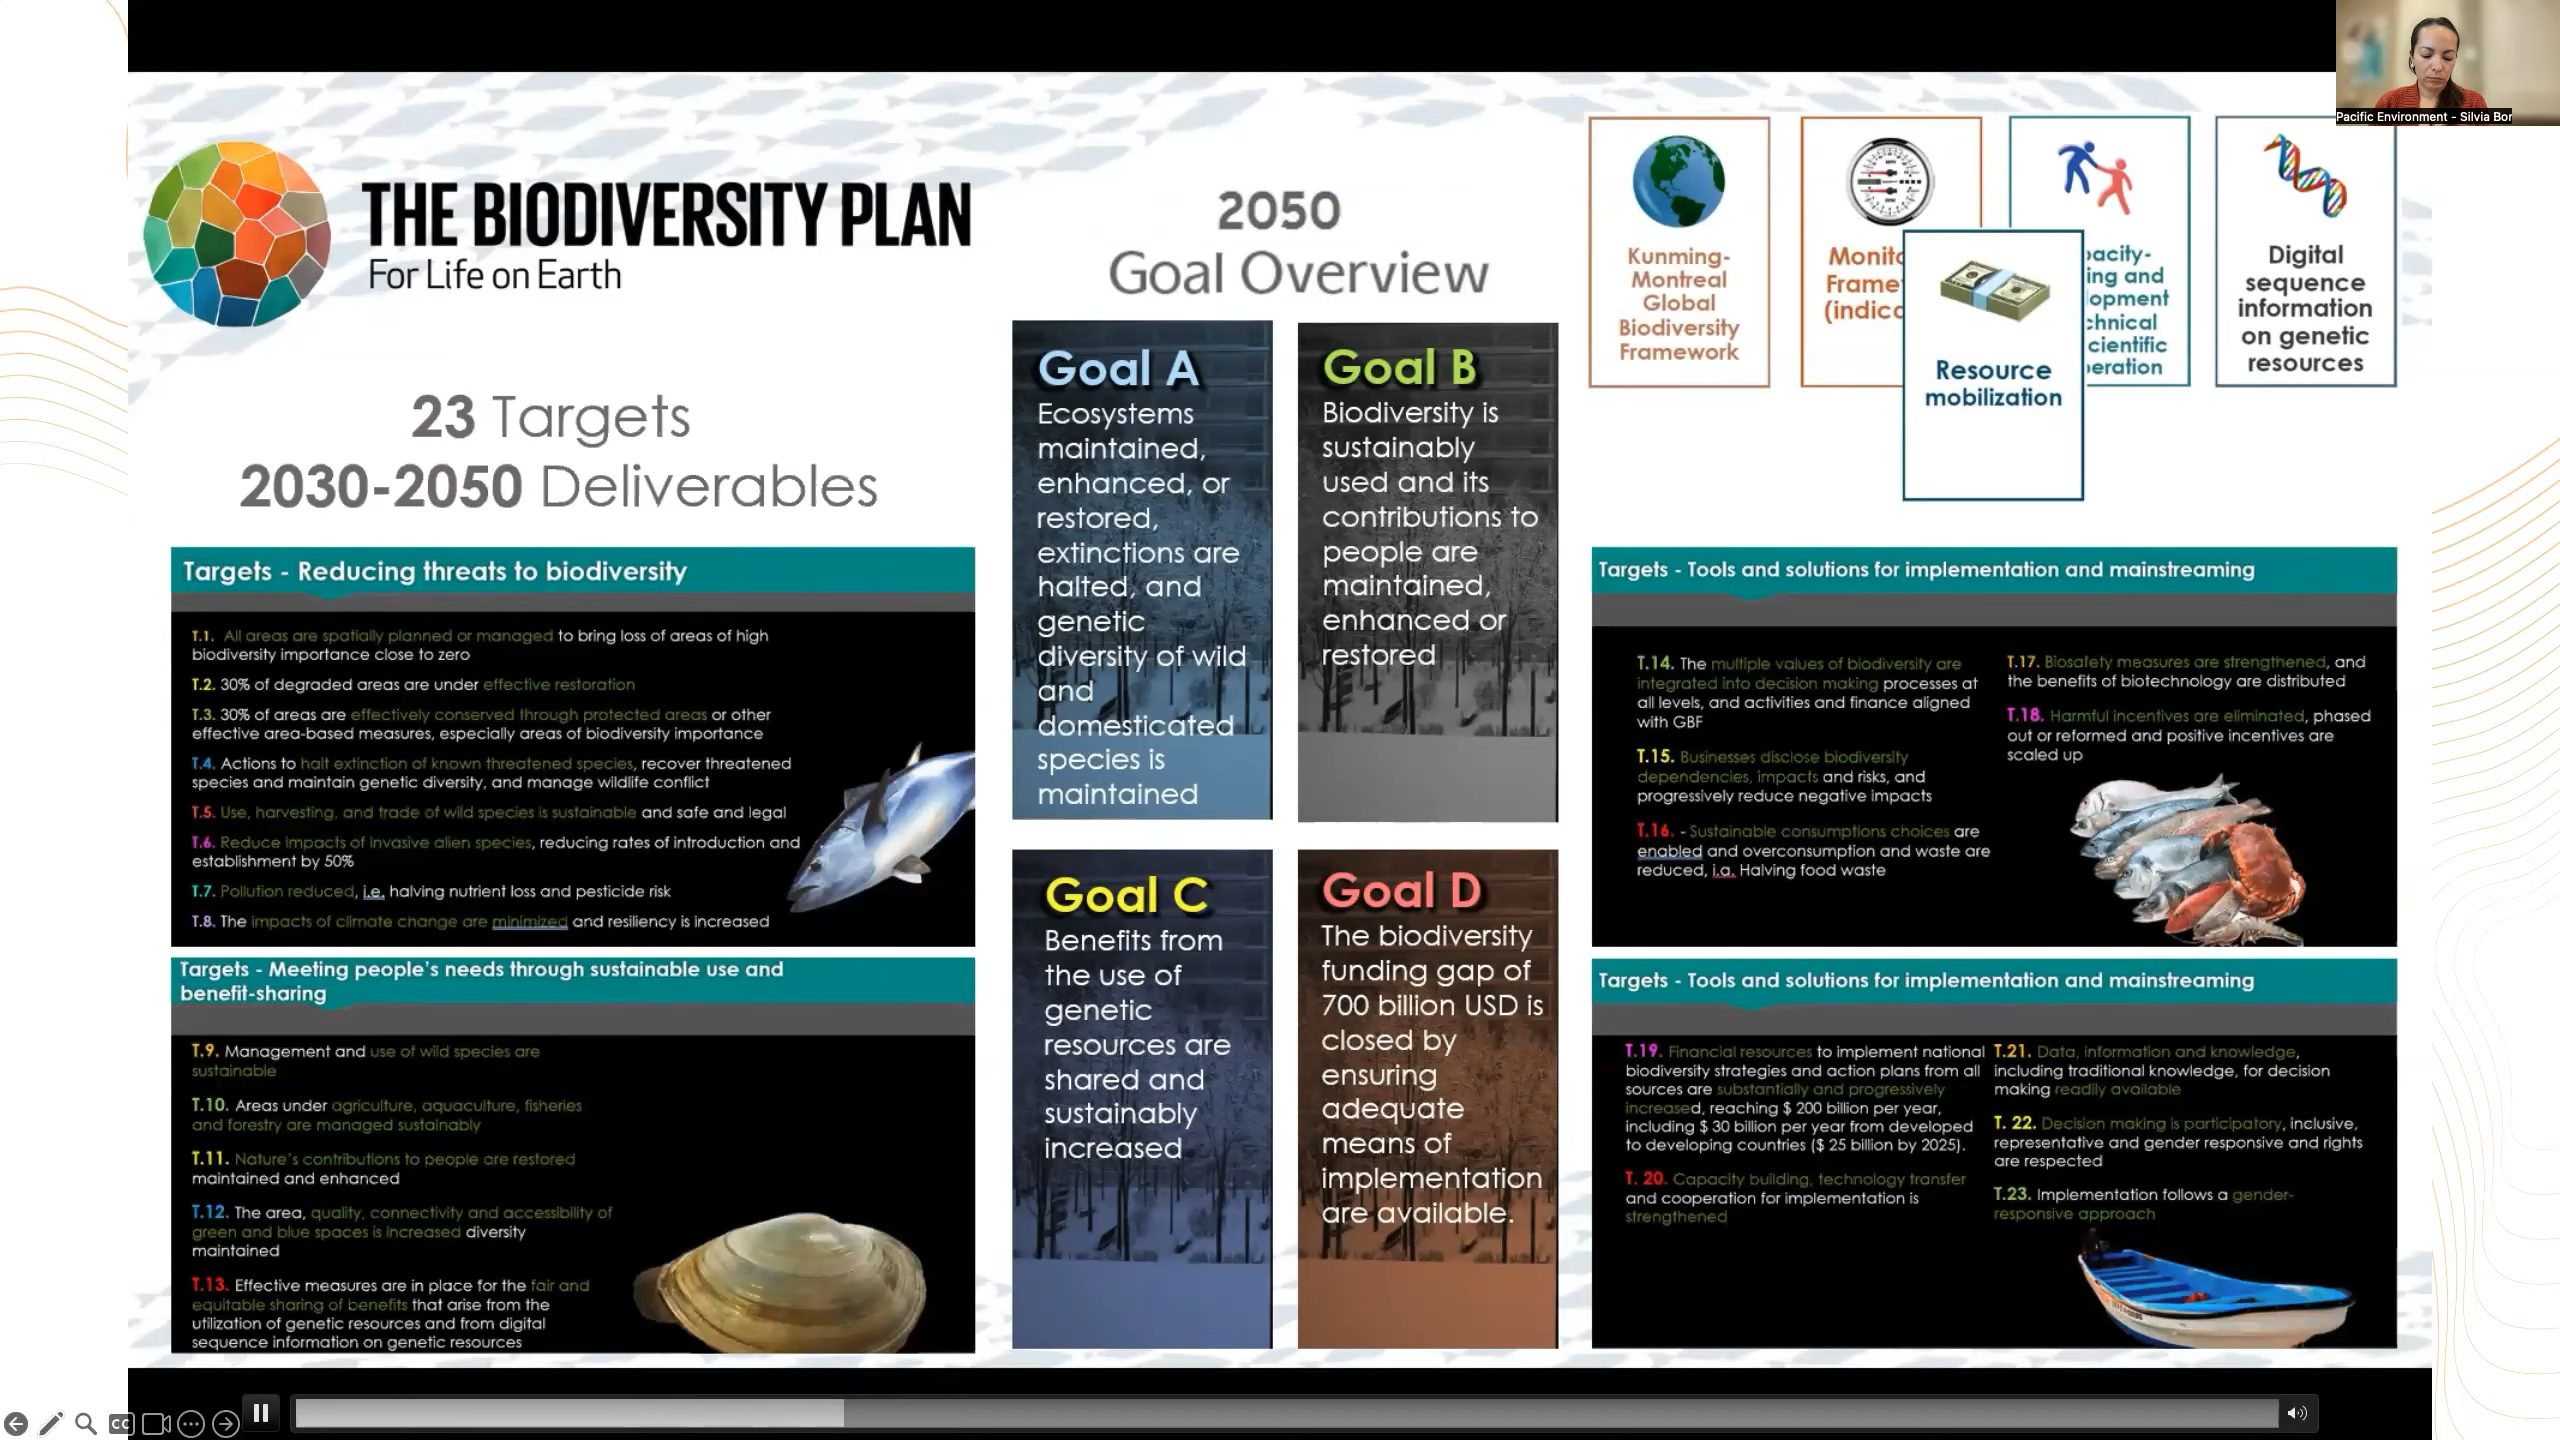 THE BIODIVERSITY PLAN
For Life on Earth
23 Targets
2030-2050 Deliverables
Targets - Reducing threats to biodiversity
T.1. All areas are spatially planned or managed to bring loss of areas of high
biodiversity importance close to zero
T.2. 30% of degraded areas are under effective restoration
T.3. 30% of areas are effectively conserved through protected areas or other
effective area-based measures, especially areas of biodiversity importance
T.4. Actions to halt extinction of known threatened species, recover threatened
species and maintain genetic diversity, and manage wildlife conflict
T.5. Use, harvesting, and trade of wild species is sustainable and safe and legal
T.6. Reduce impacts of invasive alien species, reducing rates of introduction and
establishment by 50%
T.7. Pollution reduced, i.e. halving nutrient loss and pesticide risk
T.8. The impacts of climate change are minimized and resiliency is increased
Targets - Meeting people's needs through sustainable use and
benefit-sharing
T.9. Management and use of wild species are
sustainable
T.10. Areas under agriculture, aquaculture, fisheries
and forestry are managed sustainably
T.11. Nature's contributions to people are restored
maintained and enhanced
T.12. The area, quality, connectivity and accessibility of
green and blue spaces is increased diversity
maintained
T.13. Effective measures are in place for the fair and
equitable sharing of benefits that arise from the
utilization of genetic resources and from digital
sequence information on genetic resources
2050
Goal Overview
Goal A
Ecosystems
maintained,
enhanced, or
restored,
extinctions are
halted, and
genetic
diversity of wild
and
domesticated
species is
maintained
Goal B
Biodiversity is
sustainably
used and its
contributions to
people are
maintained,
enhanced or
restored
Goal C
Benefits from
the use of
genetic
resources are
shared and
sustainably
increased
Goal D
The biodiversity
funding gap of
700 billion USD is
closed by
ensuring
adequate
means of
implementation
are available.
Kunming-
Montreal
Global
Biodiversity
Framework
Resource
mobilization
Digital
sequence
information
on genetic
resources
Targets - Tools and solutions for implementation and mainstreaming
T.14. The multiple values of biodiversity are
integrated into decision making processes at
all levels, and activities and finance aligned
with GBF
T.15. Businesses disclose biodiversity
dependencies, impacts and risks, and
progressively reduce negative impacts
T.16. - Sustainable consumptions choices are
enabled and overconsumption and waste are
reduced, i.a. Halving food waste
T.17. Biosafety measures are strengthened, and
the benefits of biotechnology are distributed
T.18. Harmful incentives are eliminated, phased
out or reformed and positive incentives are
scaled up
Targets - Tools and solutions for implementation and mainstreaming
T.19. Financial resources to implement national
biodiversity strategies and action plans from all
sources are substantially and progressively
increased, reaching $ 200 billion per year,
including $ 30 billion per year from developed
to developing countries ($ 25 billion by 2025).
T. 20. Capacity building, technology transfer
and cooperation for implementation is
strengthened
T.21. Data, information and knowledge,
including traditional knowledge, for decision
making readily available
T. 22. Decision making is participatory, inclusive,
representative and gender responsive and rights
are respected
T.23. Implementation follows a gender-
responsive approach
Pacific Environment - Silvia Bor
CC